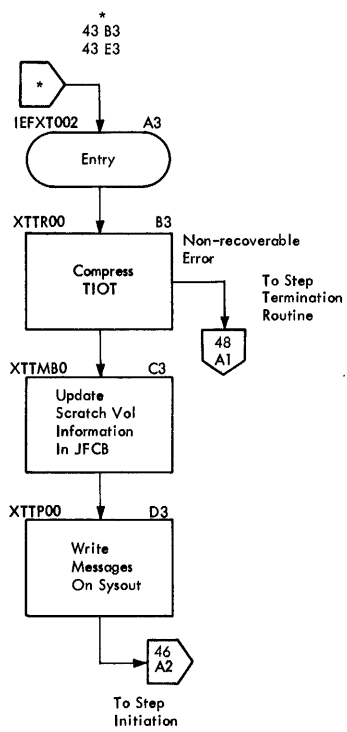 *
43 B3
43 E3
*
IEFXT002 A3
Entry
XTTR00 B3
Compress
TIOT
Non-recoverable
Error
To Step
Termination
Routine
48
A1
XTTMB0 C3
Update
Scratch Vol
Information
In JFCB
XTTP00 D3
Write
Messages
On Sysout
46
A2
To Step
Initiation